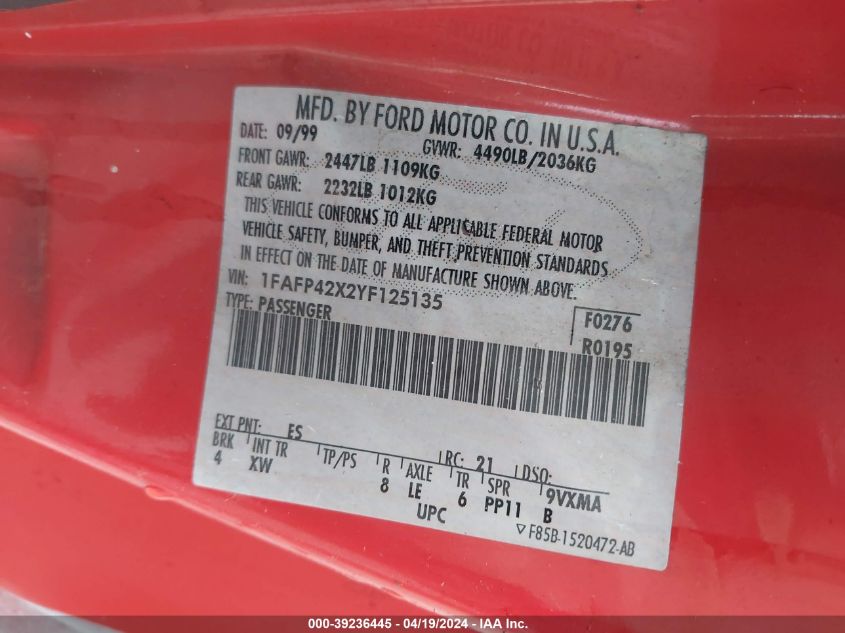 MFD. BY FORD MOTOR CO. IN U.S.A.
DATE: 09/99 GVWR: 4490LB/2036KG
FRONT GAWR: 2447LB 1109KG
REAR GAWR: 2232LB 1012KG
THIS VEHICLE CONFORMS TO ALL APPLICABLE FEDERAL MOTOR
VEHICLE SAFETY, BUMPER, AND THEFT PREVENTION STANDARDS
IN EFFECT ON THE DATE OF MANUFACTURE SHOWN ABOVE.
VIN: 1FAFP42X2YF125135
TYPE: PASSENGER
F0276
R0195
EXT PNT: ES RC: 21 DSO:
BRK INT TR TP/PS R AXLE TR SPR 9VXMA
4 XW 8 LE 6 PP11 B
UPC
▽F85B-1520472-AB
000-39236445 - 04/19/2024 - IAA Inc.